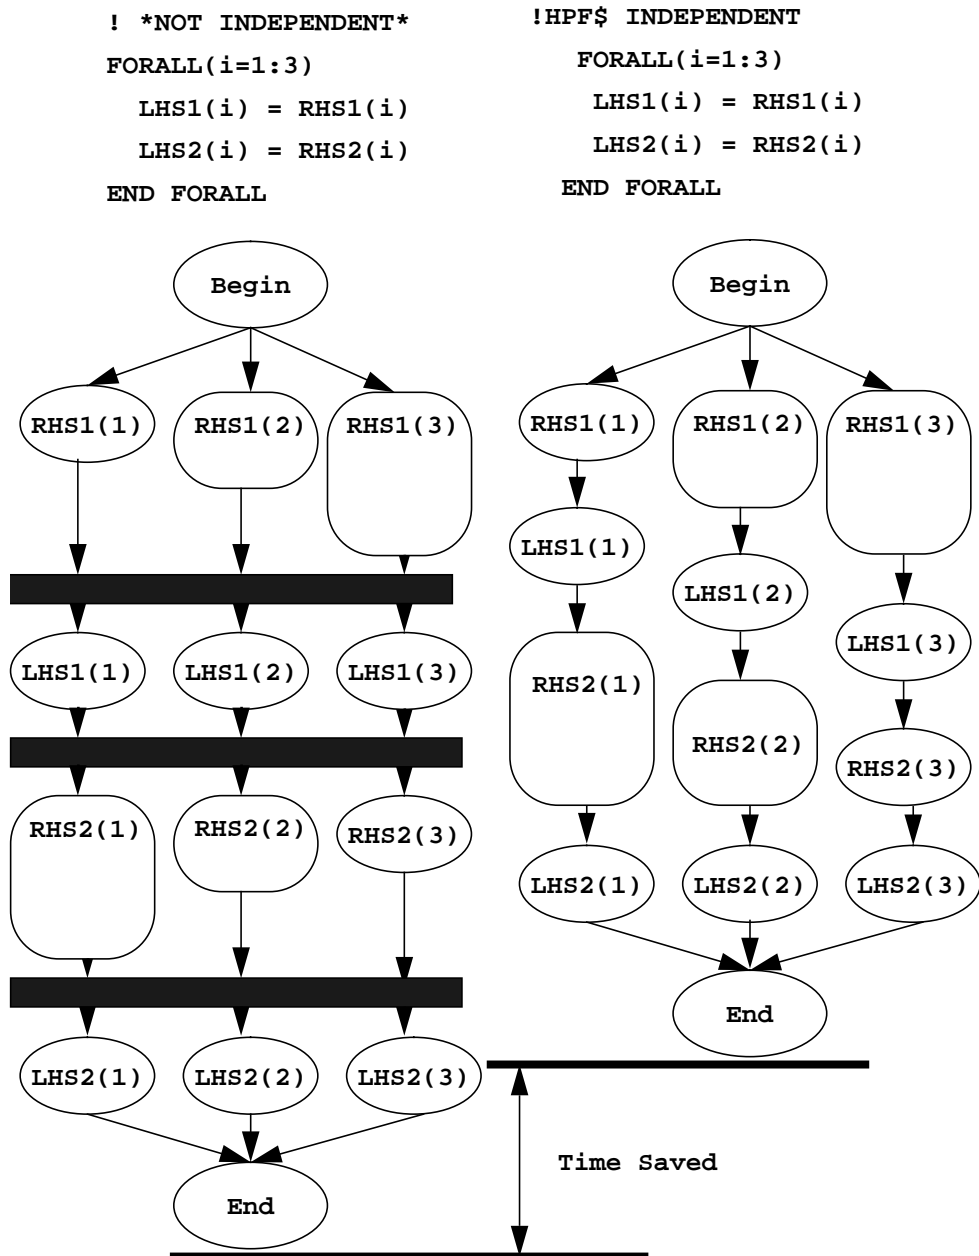 ! *NOT INDEPENDENT*
FORALL(i=1:3)
LHS1(i) = RHS1(i)
LHS2(i) = RHS2(i)
END FORALL
!HPF$ INDEPENDENT
FORALL(i=1:3)
LHS1(i) = RHS1(i)
LHS2(i) = RHS2(i)
END FORALL
Begin
RHS1(1) RHS1(2) RHS1(3)
LHS1(1) LHS1(2) LHS1(3)
RHS2(1) RHS2(2) RHS2(3)
LHS2(1) LHS2(2) LHS2(3)
End
Begin
RHS1(1) RHS1(2) RHS1(3)
LHS1(1) LHS1(2) LHS1(3)
RHS2(1) RHS2(2) RHS2(3)
LHS2(1) LHS2(2) LHS2(3)
End
Time Saved